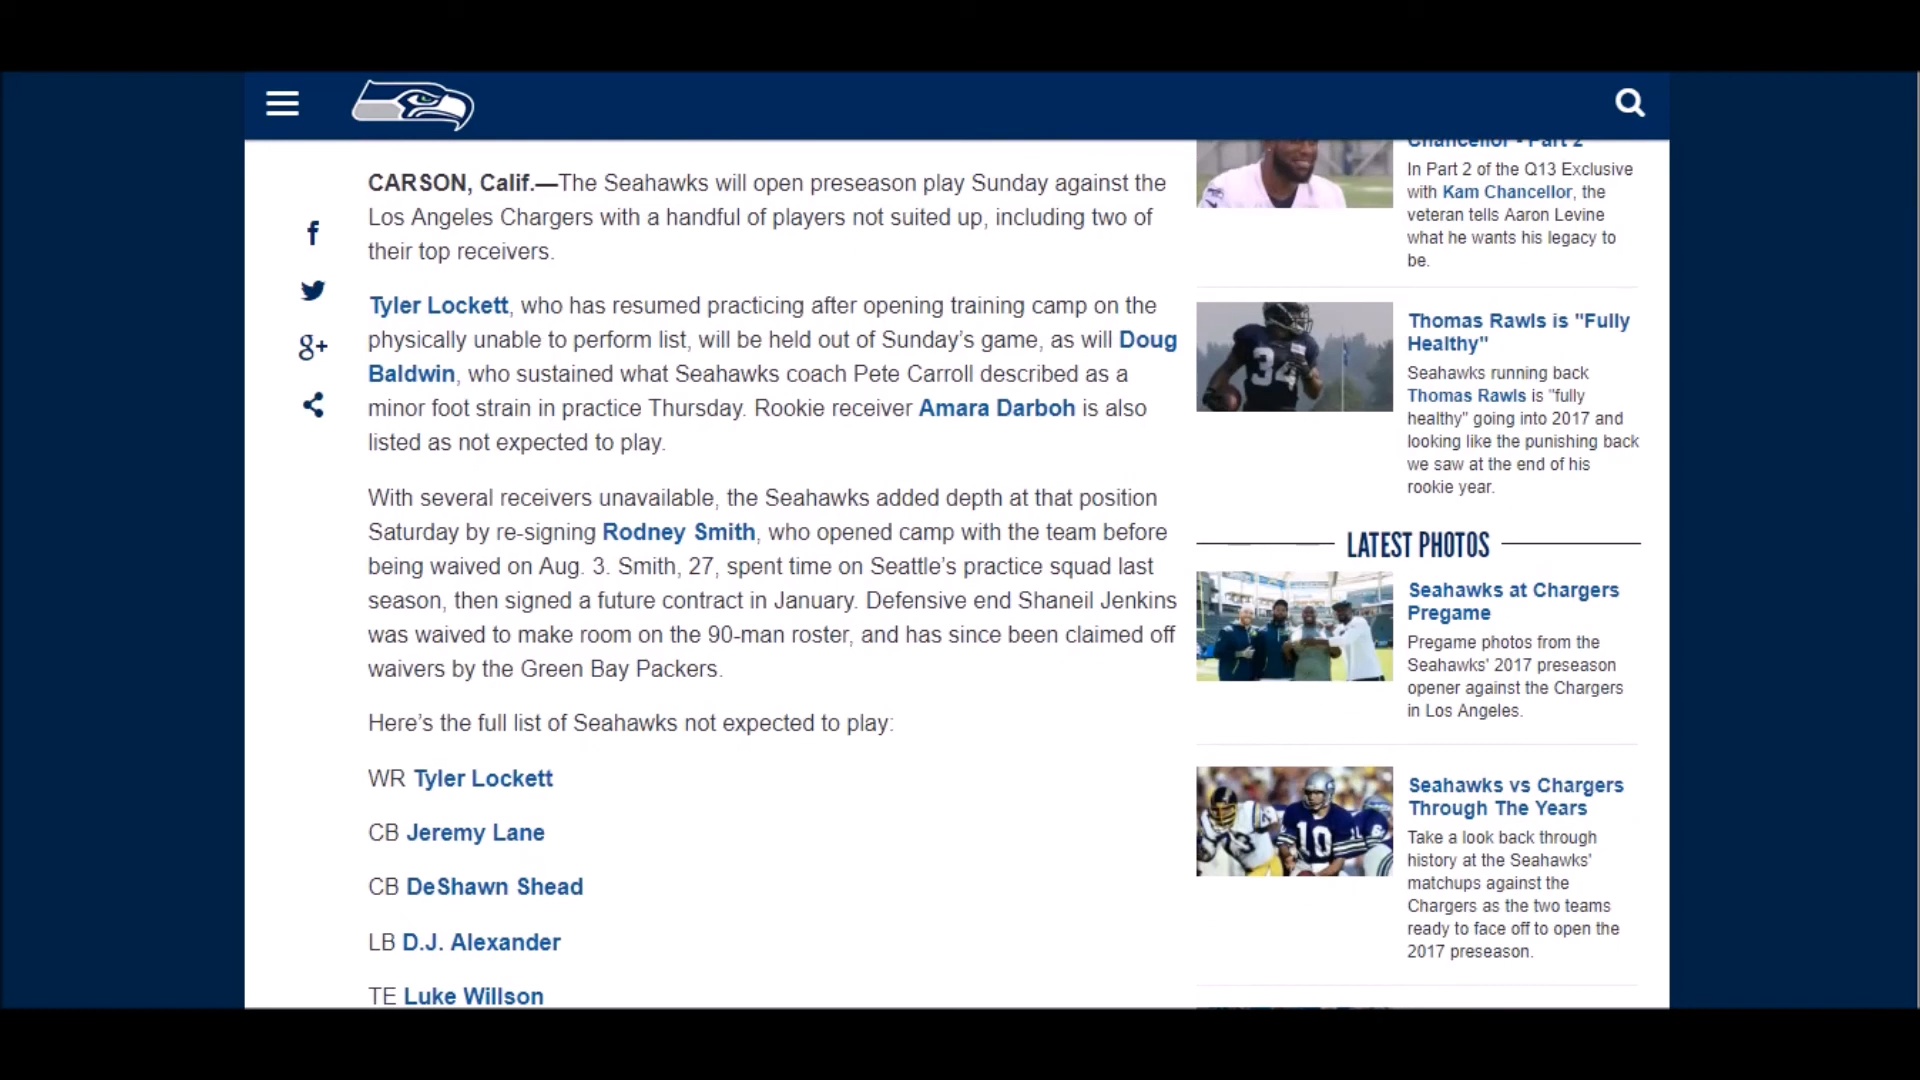 CARSON, Calif.—The Seahawks will open preseason play Sunday against the
Los Angeles Chargers with a handful of players not suited up, including two of
their top receivers.
Tyler Lockett, who has resumed practicing after opening training camp on the
physically unable to perform list, will be held out of Sunday’s game, as will Doug
Baldwin, who sustained what Seahawks coach Pete Carroll described as a
minor foot strain in practice Thursday. Rookie receiver Amara Darboh is also
listed as not expected to play.
With several receivers unavailable, the Seahawks added depth at that position
Saturday by re-signing Rodney Smith, who opened camp with the team before
being waived on Aug. 3. Smith, 27, spent time on Seattle’s practice squad last
season, then signed a future contract in January. Defensive end Shaneil Jenkins
was waived to make room on the 90-man roster, and has since been claimed off
waivers by the Green Bay Packers.
Here’s the full list of Seahawks not expected to play:
WR Tyler Lockett
CB Jeremy Lane
CB DeShawn Shead
LB D.J. Alexander
TE Luke Willson
f
g+
Chancellor - Part 2
In Part 2 of the Q13 Exclusive
with Kam Chancellor, the
veteran tells Aaron Levine
what he wants his legacy to
be.
34
Thomas Rawls is "Fully
Healthy"
Seahawks running back
Thomas Rawls is "fully
healthy" going into 2017 and
looking like the punishing back
we saw at the end of his
rookie year.
LATEST PHOTOS
Seahawks at Chargers
Pregame
Pregame photos from the
Seahawks' 2017 preseason
opener against the Chargers
in Los Angeles.
10
Seahawks vs Chargers
Through The Years
Take a look back through
history at the Seahawks'
matchups against the
Chargers as the two teams
ready to face off to open the
2017 preseason.